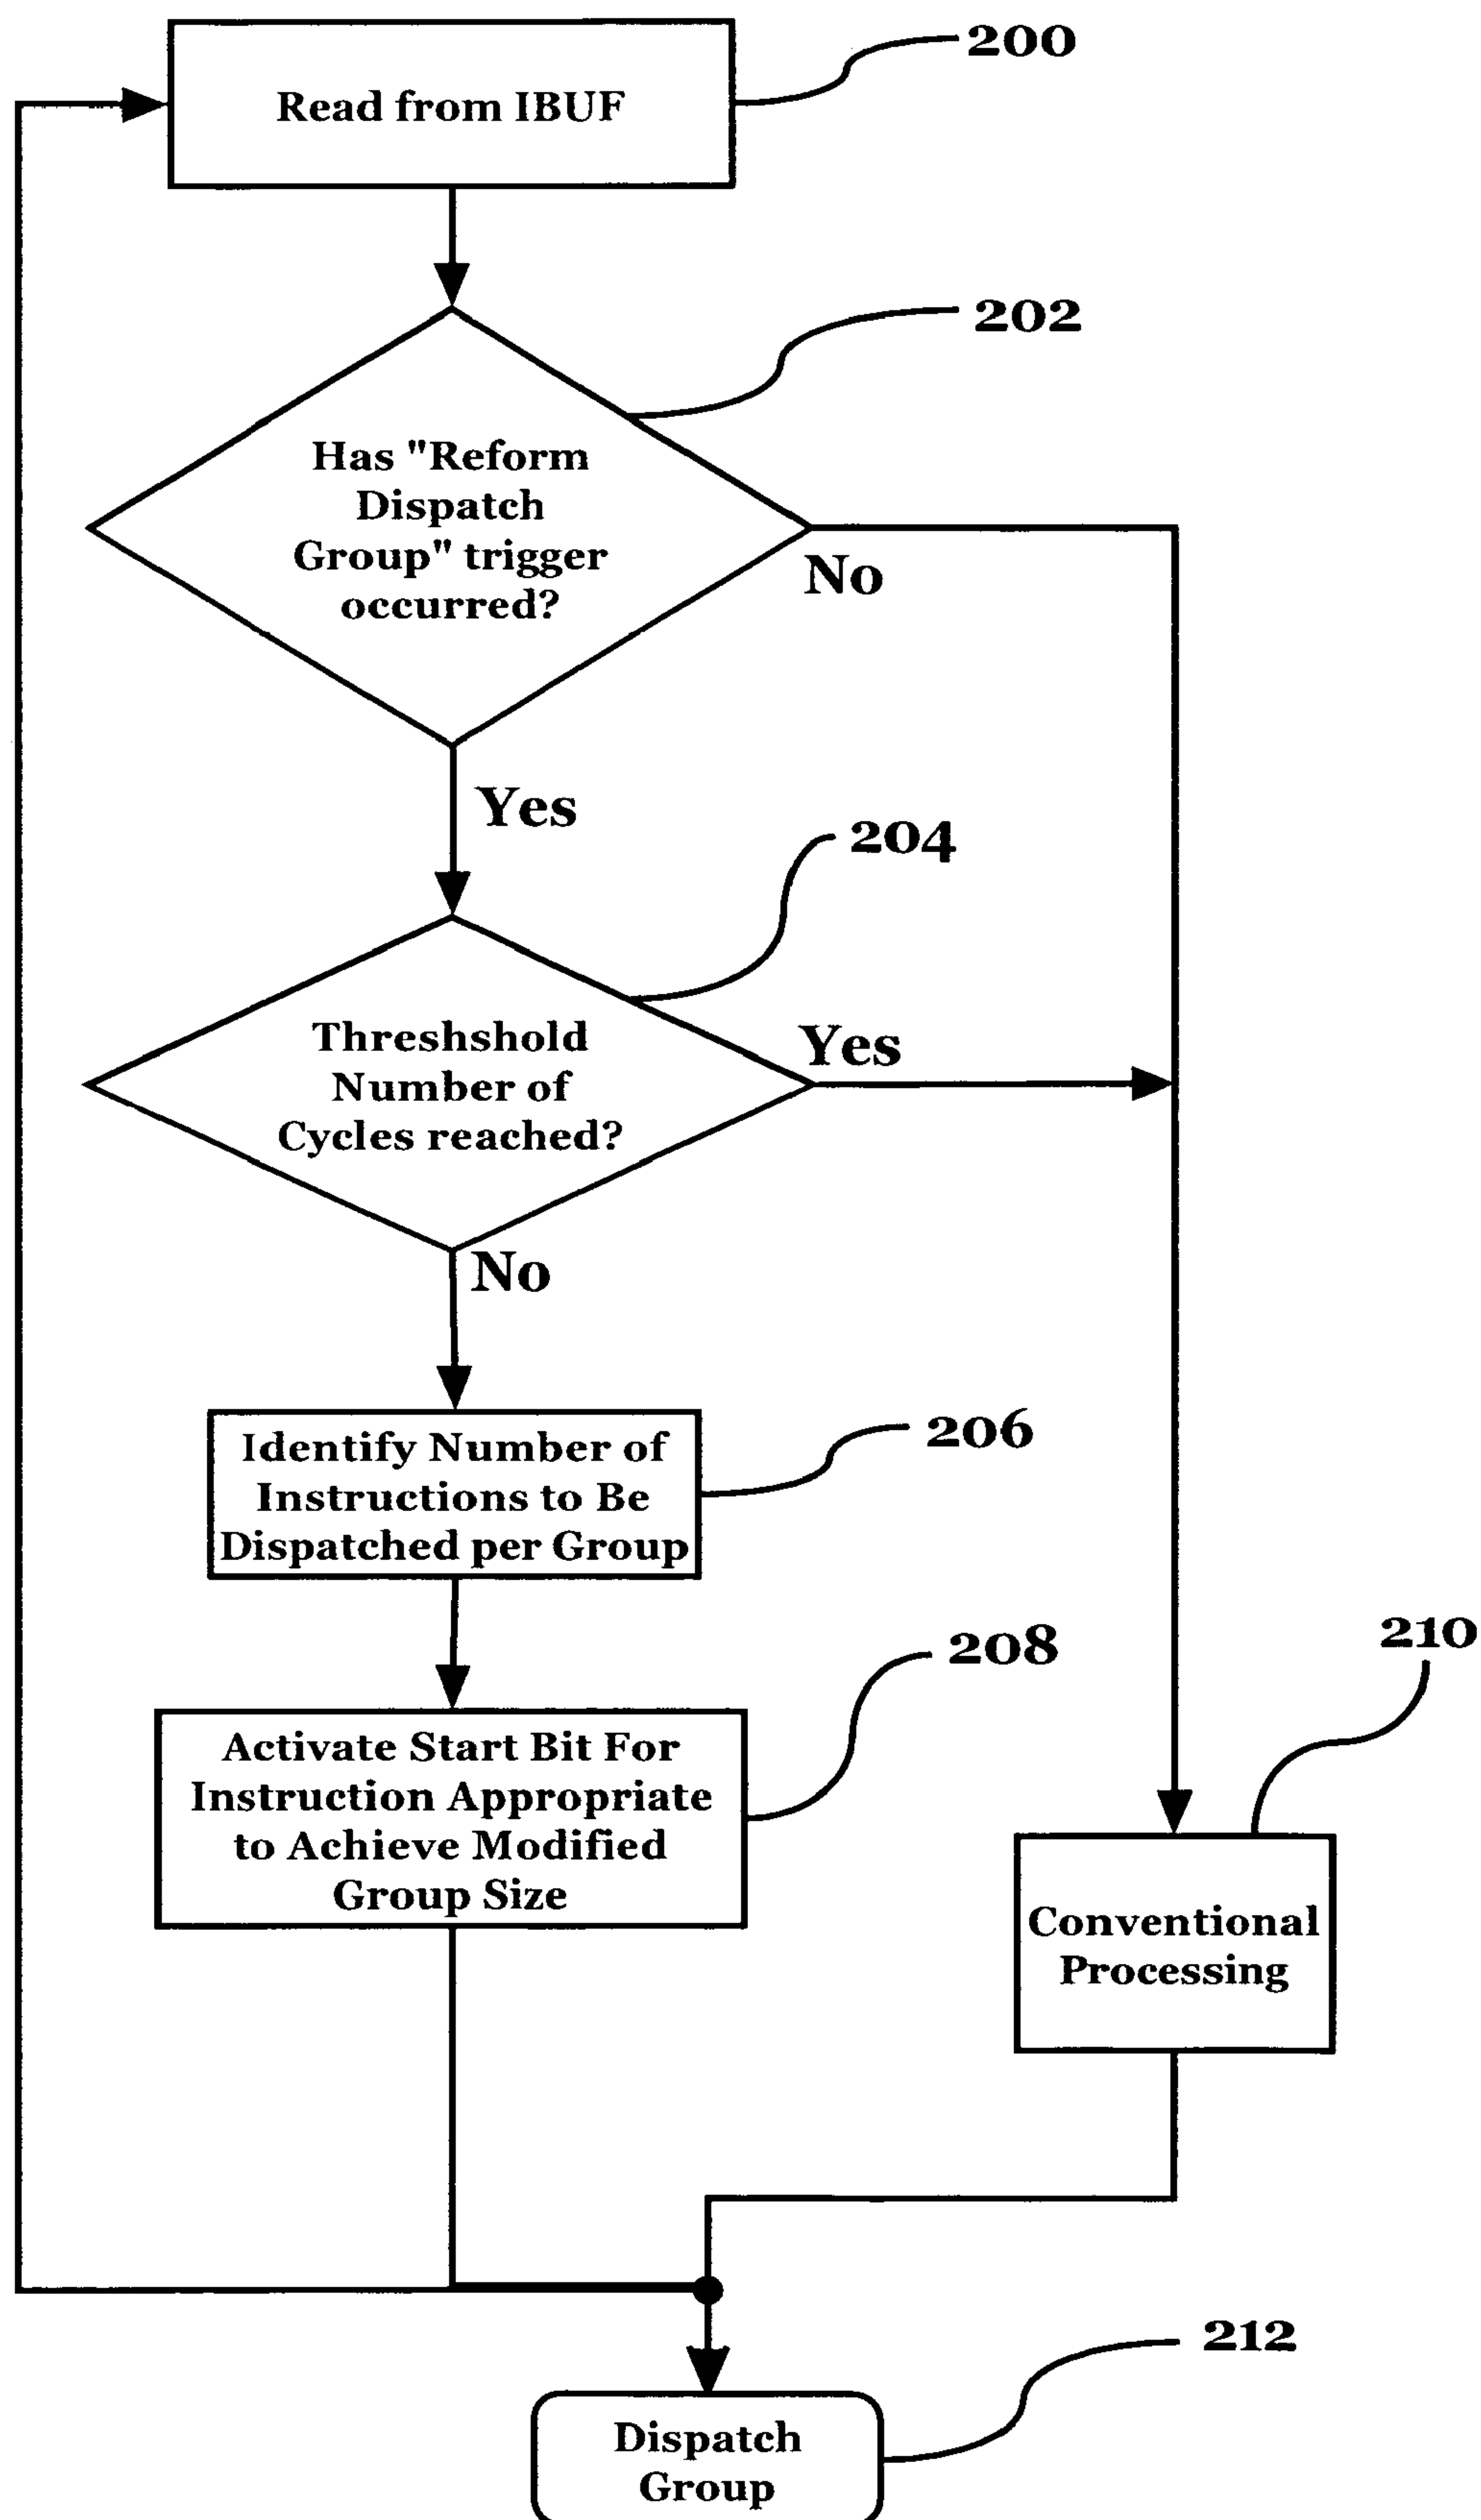 200
Read from IBUF
202
Has "Reform
Dispatch
Group" trigger
occurred?
No
Yes
204
Threshshold
Number of
Cycles reached?
Yes
No
206
Identify Number of
Instructions to Be
Dispatched per Group
208
Activate Start Bit For
Instruction Appropriate
to Achieve Modified
Group Size
210
Conventional
Processing
212
Dispatch
Group